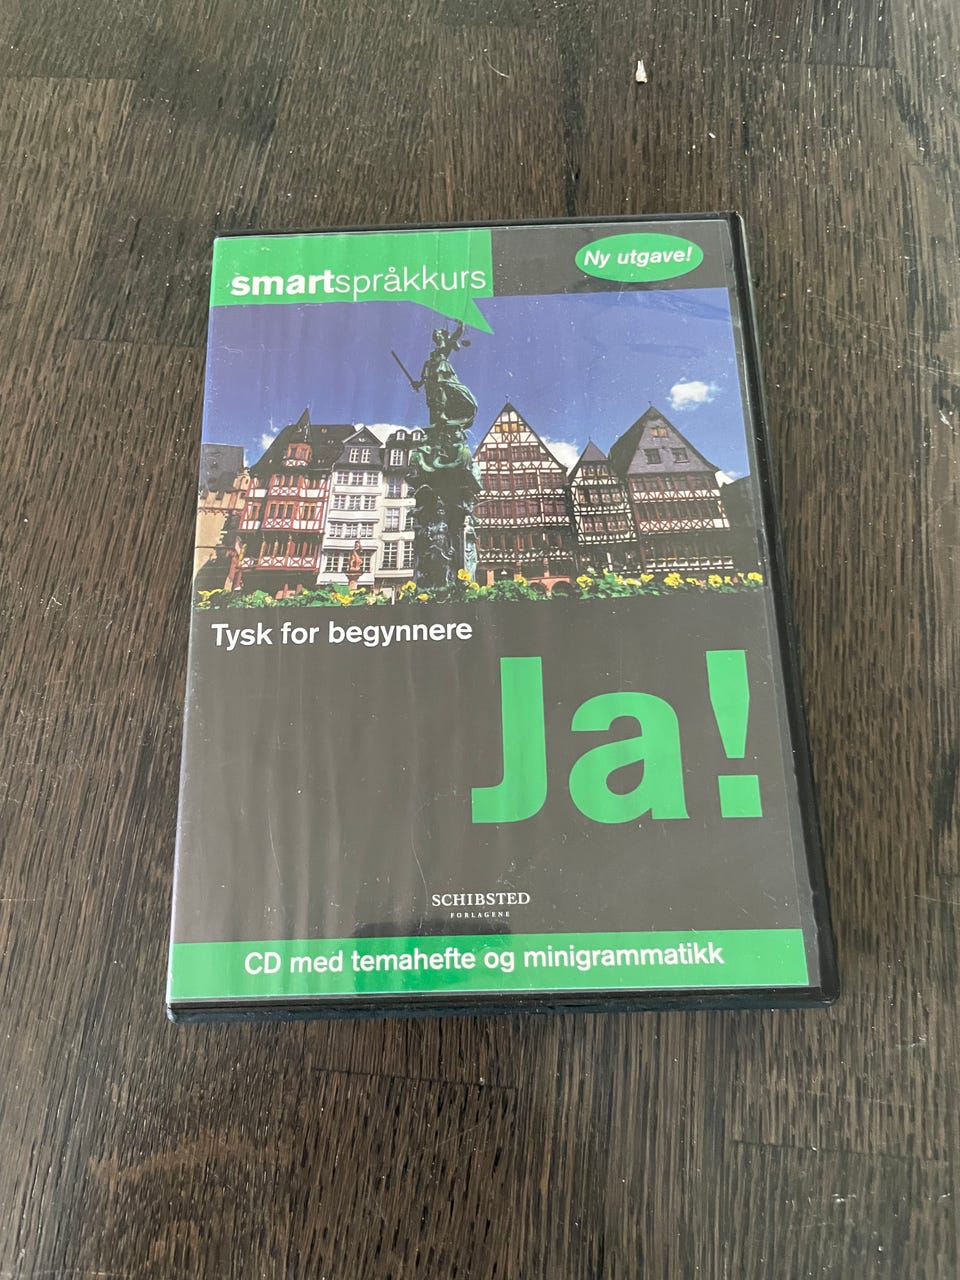 smartspråkkurs
Ny utgave!
Tysk for begynnere
Ja!
SCHIBSTED
FORLAGENE
CD med temahefte og minigrammatikk